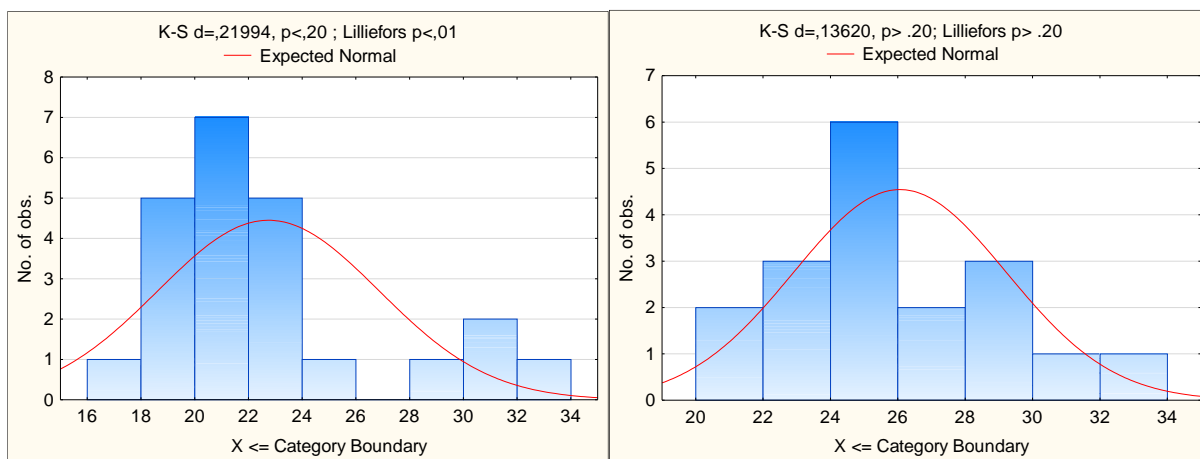 K-S d=,21994, p<,20 ; Lilliefors p<,01
Expected Normal
8
7
6
5
4
3
2
1
0
No. of obs.
16 18 20 22 24 26 28 30 32 34
X <= Category Boundary
K-S d=,13620, p> .20; Lilliefors p> .20
Expected Normal
7
6
5
4
3
2
1
0
No. of obs.
20 22 24 26 28 30 32 34
X <= Category Boundary